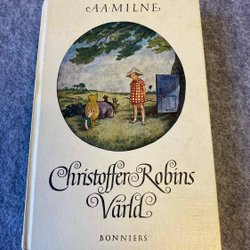 A.A.MILNE
Christoffer Robins
Värld
BONNIERS